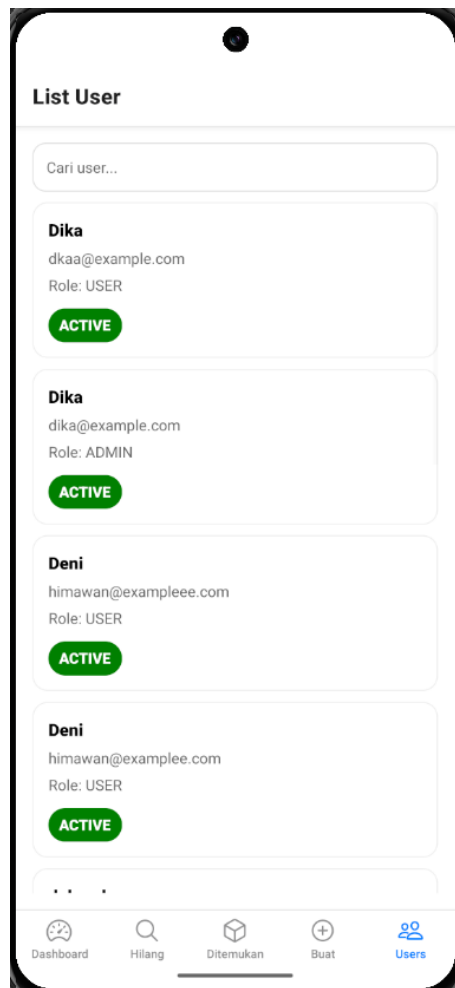 List User
Cari user...
Dika
dkaa@example.com
Role: USER
ACTIVE
Dika
dika@example.com
Role: ADMIN
ACTIVE
Deni
himawan@exampleee.com
Role: USER
ACTIVE
Deni
himawan@examplee.com
Role: USER
ACTIVE
Dashboard Hilang Ditemukan Buat Users